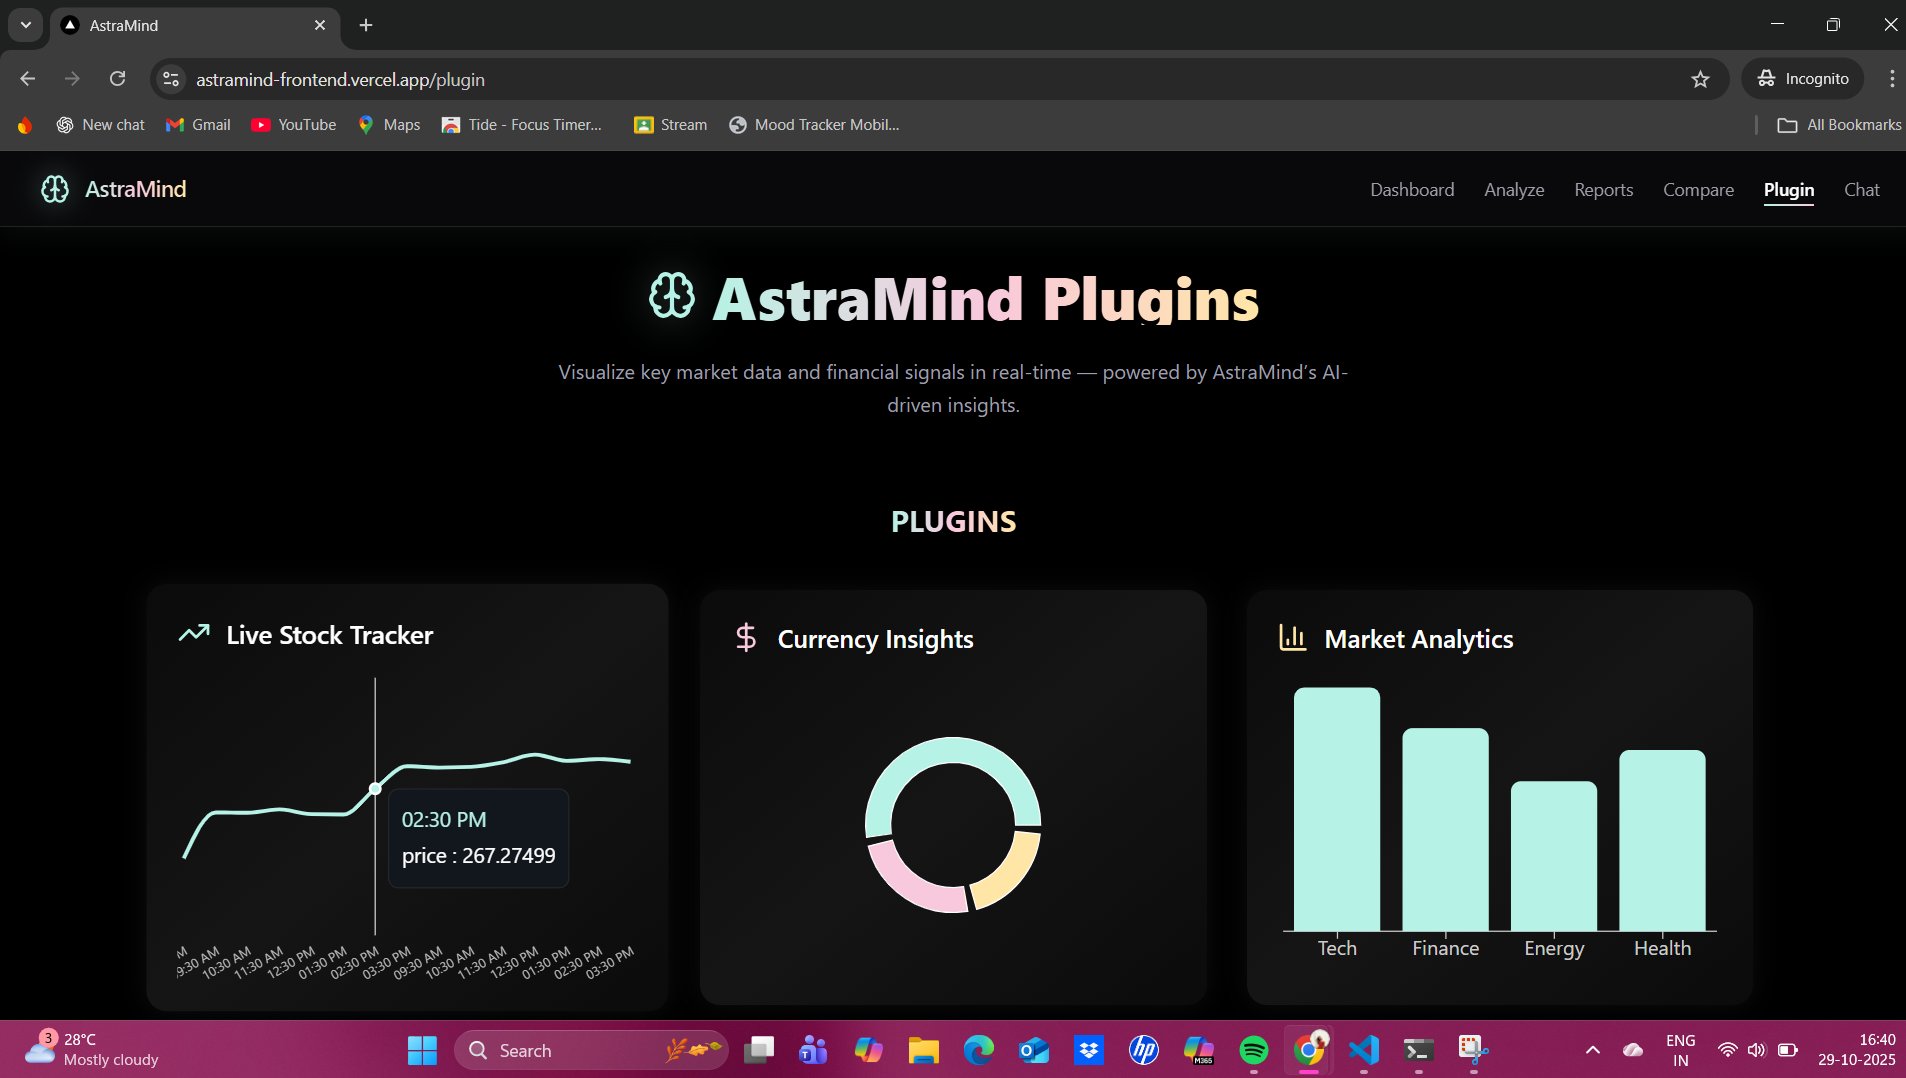 AstraMind
astramind-frontend.vercel.app/plugin
Incognito
New chat
Gmail
YouTube
Maps
Tide - Focus Timer...
Stream
Mood Tracker Mobil...
All Bookmarks
AstraMind
Dashboard
Analyze
Reports
Compare
Plugin
Chat
AstraMind Plugins
Visualize key market data and financial signals in real-time — powered by AstraMind's AI-
driven insights.
PLUGINS
Live Stock Tracker
02:30 PM
price : 267.27499
9:30 AM
10:30 AM
11:30 AM
12:30 PM
01:30 PM
02:30 PM
03:30 PM
09:30 AM
10:30 AM
11:30 AM
12:30 PM
01:30 PM
02:30 PM
03:30 PM
Currency Insights
Market Analytics
Tech
Finance
Energy
Health
3
28°C
Mostly cloudy
Search
T
O
hp
M365
ENG
IN
16:40
29-10-2025